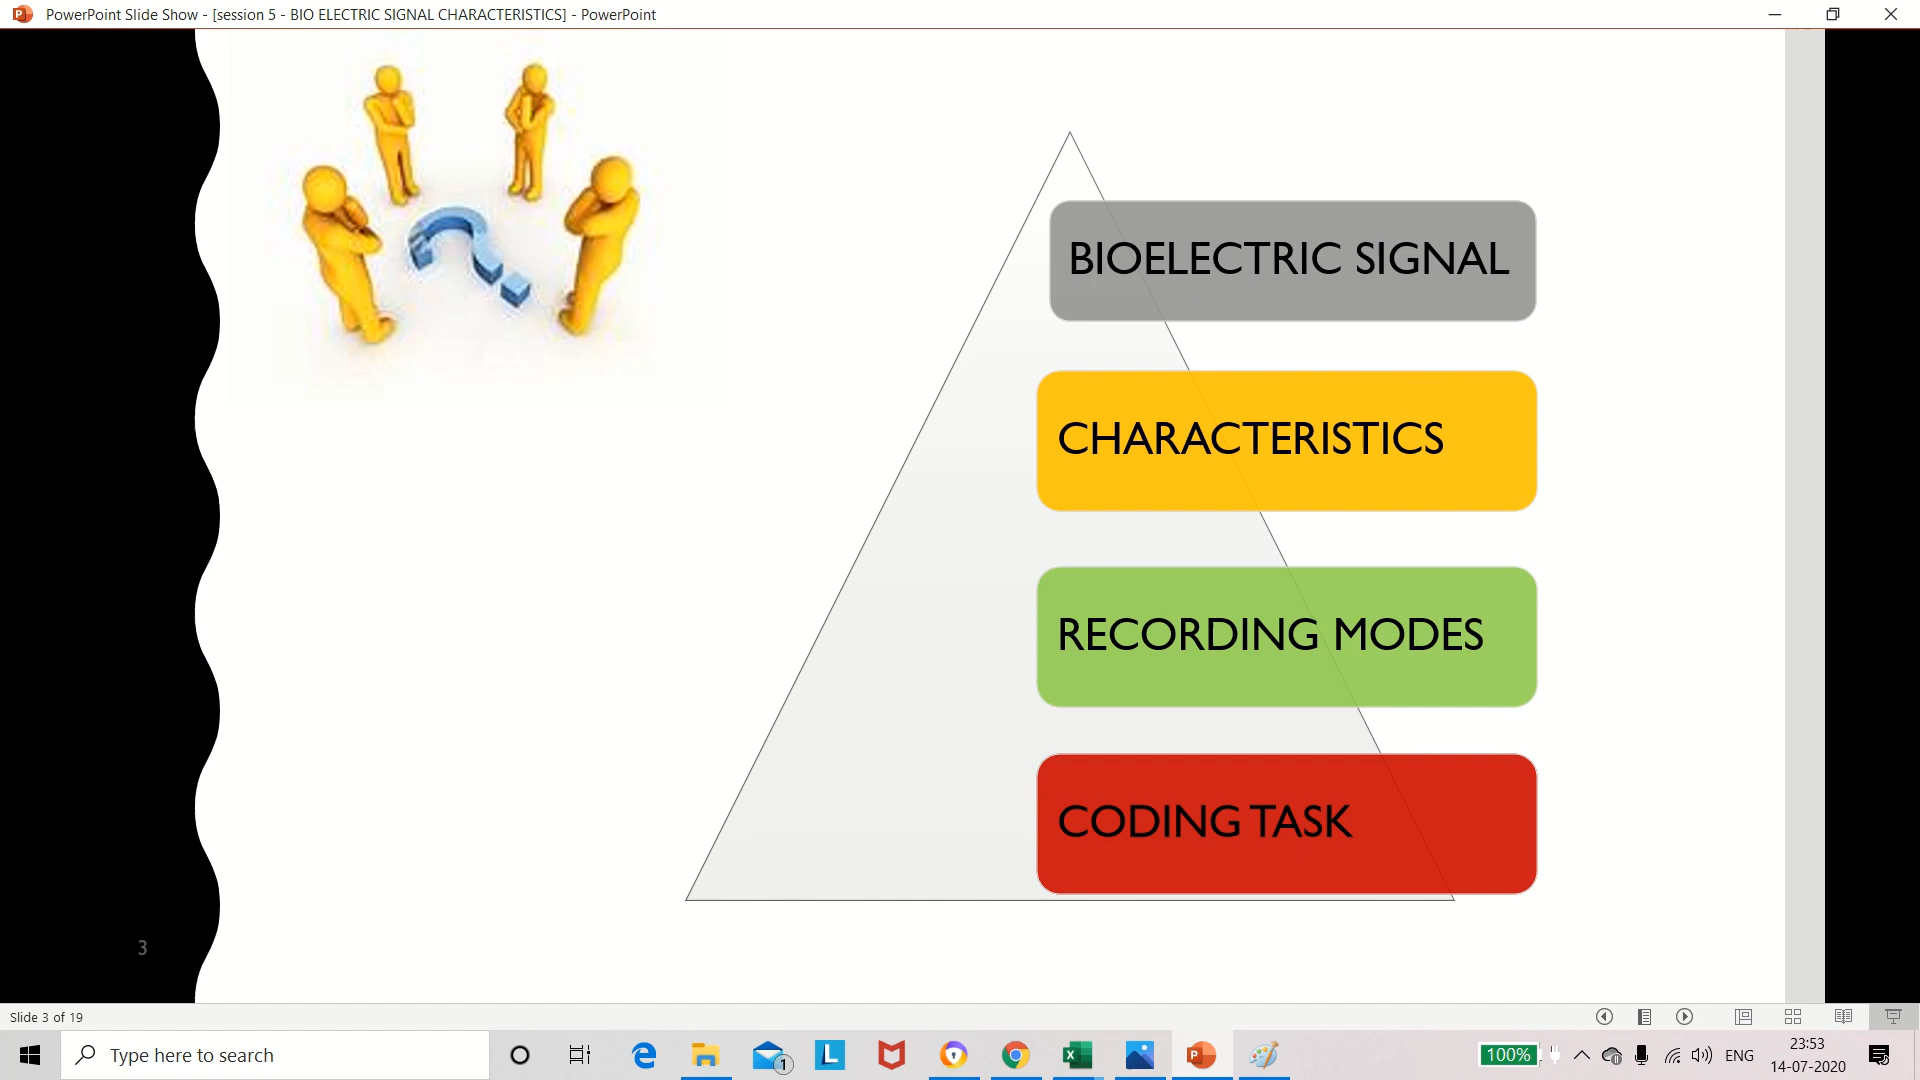 PowerPoint Slide Show - [session 5 - BIO ELECTRIC SIGNAL CHARACTERISTICS] - PowerPoint
BIOELECTRIC SIGNAL
CHARACTERISTICS
RECORDING MODES
CODING TASK
3
Slide 3 of 19
Type here to search
1
L
100%
ENG
23:53
14-07-2020